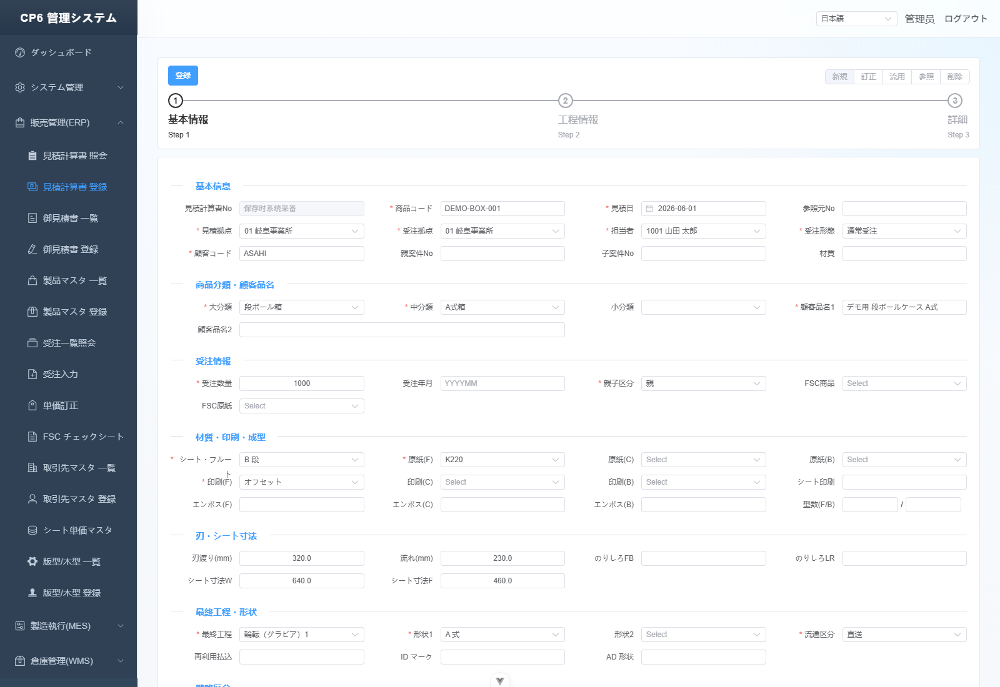 CP6 管理システム
日本語
管理员
ログアウト
ダッシュボード
システム管理
販売管理(ERP)
見積計算書 照会
見積計算書 登録
御見積書 一覧
御見積書 登録
製品マスタ 一覧
製品マスタ 登録
受注一覧照会
受注入力
単価訂正
FSC チェックシート
取引先マスタ 一覧
取引先マスタ 登録
シート単価マスタ
版型/木型 一覧
版型/木型 登録
製造執行(MES)
倉庫管理(WMS)
登録
新規 訂正 流用 参照 削除
1 2 3
基本情報 工程情報 詳細
Step 1 Step 2 Step 3
基本信息
見積計算書No 保存时系统采番 * 商品コード DEMO-BOX-001 * 見積日 2026-06-01 参照元No
* 見積拠点 01 岐阜事業所 * 受注拠点 01 岐阜事業所 * 担当者 1001 山田 太郎 * 受注形態 通常受注
* 顧客コード ASAHI 親案件No 子案件No 材質
商品分類・顧客品名
* 大分類 段ボール箱 * 中分類 A式箱 小分類 * 顧客品名1 デモ用 段ボールケース A式
顧客品名2
受注情報
* 受注数量 1000 受注年月 YYYYMM * 親子区分 親 FSC商品 Select
FSC原紙 Select
材質・印刷・成型
* シート・フルート B 段 * 原紙(F) K220 原紙(C) Select 原紙(B) Select
* 印刷(F) オフセット 印刷(C) Select 印刷(B) Select シート印刷
エンボス(F) エンボス(C) エンボス(B) 型数(F/B) /
刃・シート寸法
刃渡り(mm) 320.0 流れ(mm) 230.0 のりしろFB のりしろLR
シート寸法W 640.0 シート寸法F 460.0
最終工程・形状
* 最終工程 輪転（グラビア）1 * 形状1 A 式 形状2 Select * 流通区分 直送
再利用払込 ID マーク AD 形状